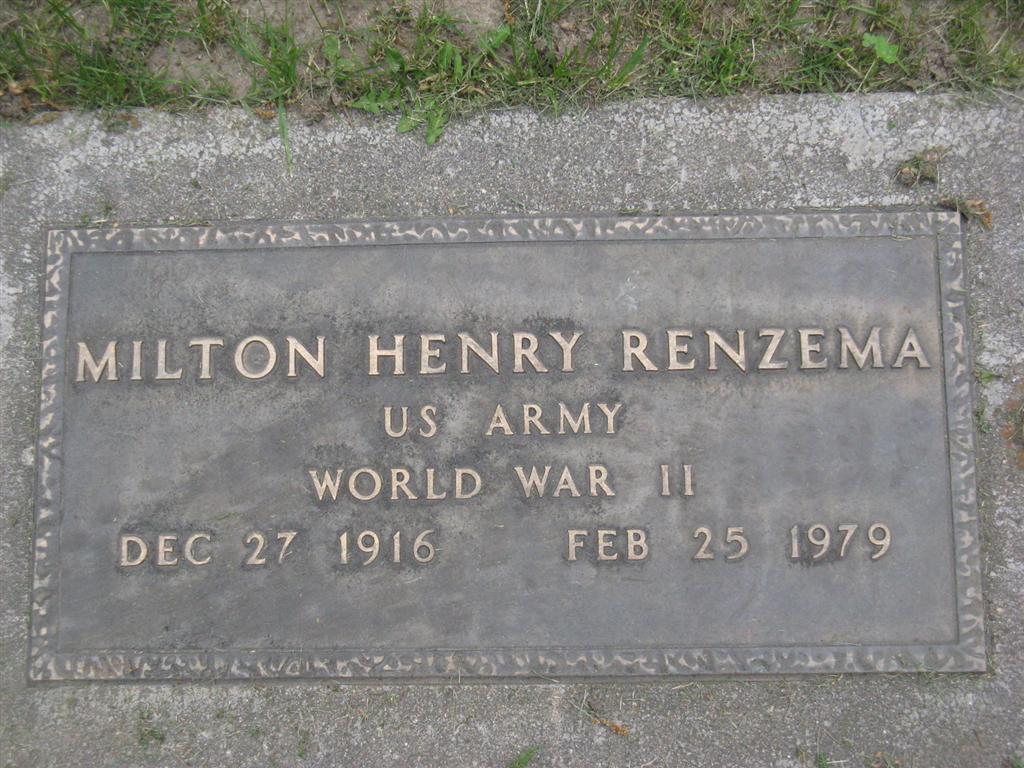 MILTON HENRY RENZEMA
US ARMY
WORLD WAR II
DEC 27 1916 FEB 25 1979